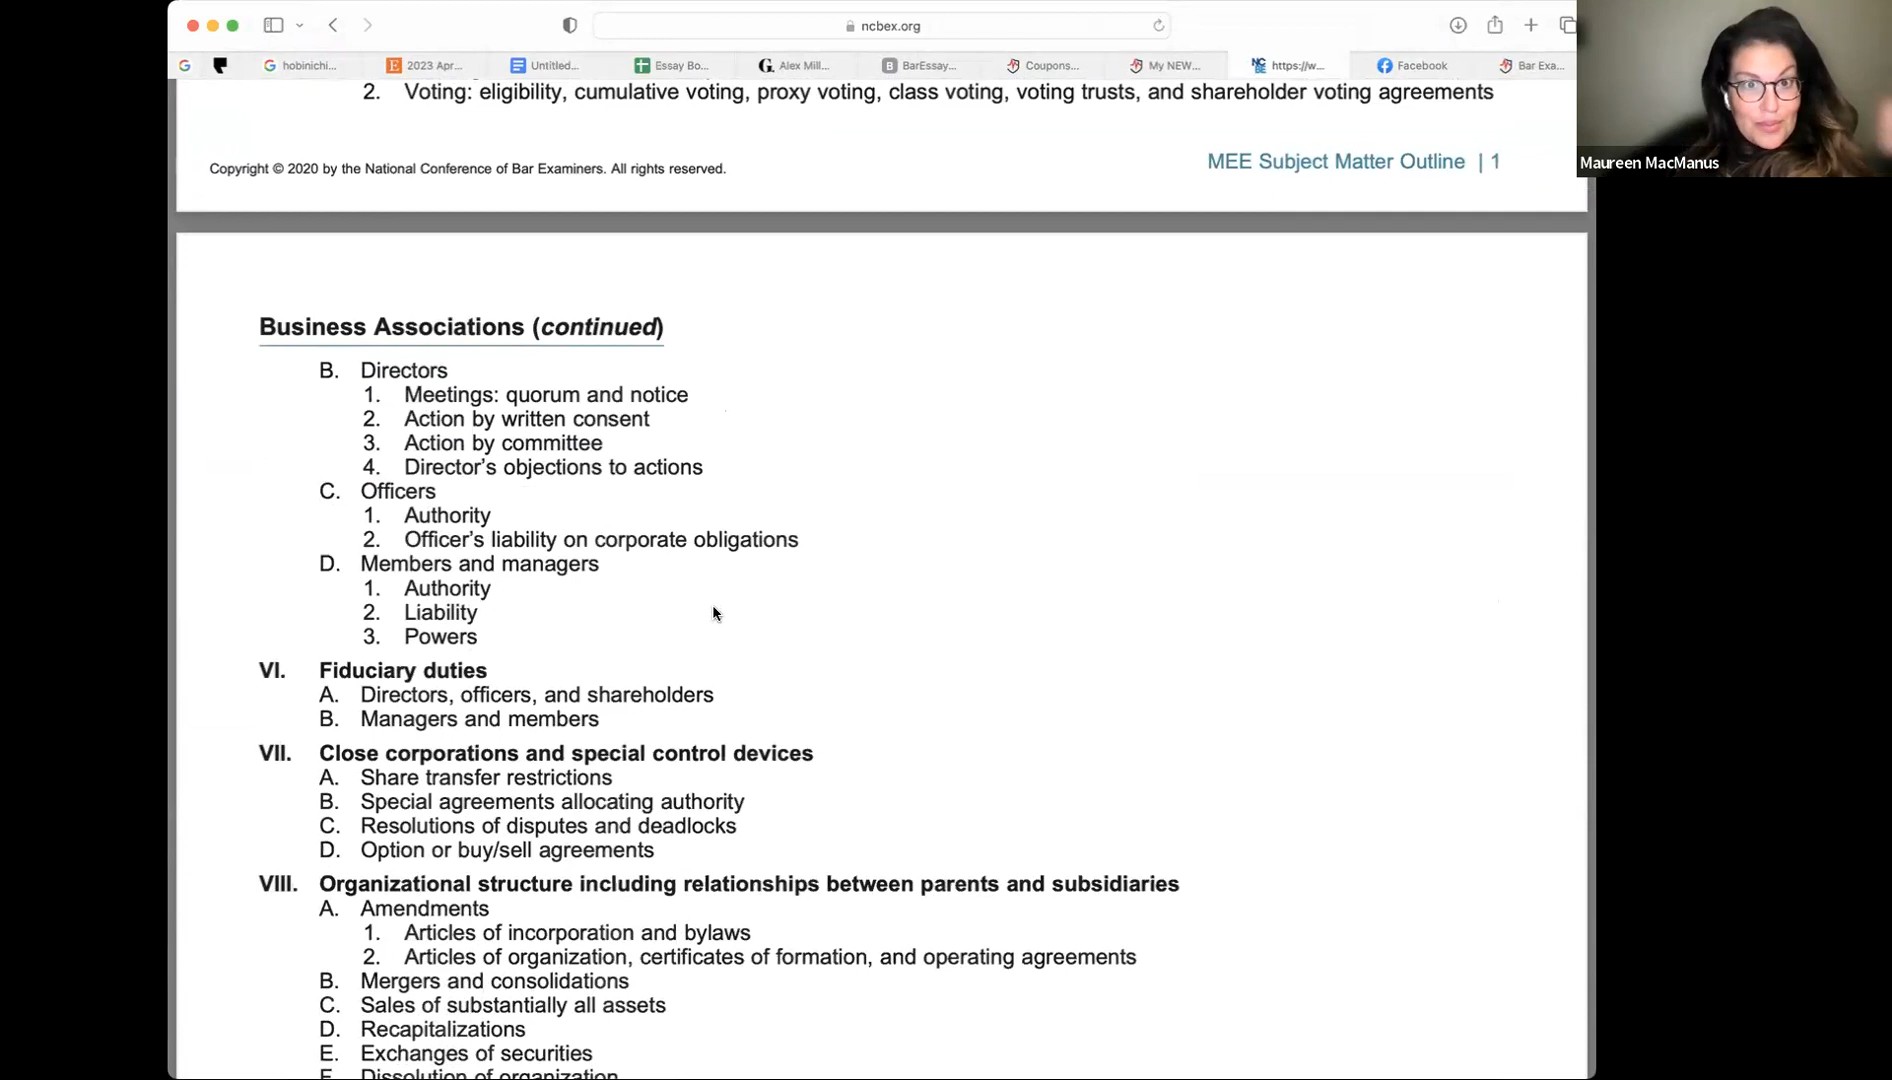 ncbex.org
hobinichi...
2023 Apr...
Untitled...
Essay Bo...
Alex Mill...
BarEssay...
Coupons...
My NEW...
https://w...
Facebook
Bar Exa...
Maureen MacManus
2. Voting: eligibility, cumulative voting, proxy voting, class voting, voting trusts, and shareholder voting agreements
Copyright © 2020 by the National Conference of Bar Examiners. All rights reserved.
MEE Subject Matter Outline | 1
Business Associations (continued)
B. Directors
1. Meetings: quorum and notice
2. Action by written consent
3. Action by committee
4. Director's objections to actions
C. Officers
1. Authority
2. Officer's liability on corporate obligations
D. Members and managers
1. Authority
2. Liability
3. Powers
VI. Fiduciary duties
A. Directors, officers, and shareholders
B. Managers and members
VII. Close corporations and special control devices
A. Share transfer restrictions
B. Special agreements allocating authority
C. Resolutions of disputes and deadlocks
D. Option or buy/sell agreements
VIII. Organizational structure including relationships between parents and subsidiaries
A. Amendments
1. Articles of incorporation and bylaws
2. Articles of organization, certificates of formation, and operating agreements
B. Mergers and consolidations
C. Sales of substantially all assets
D. Recapitalizations
E. Exchanges of securities
F. Dissolution of organization